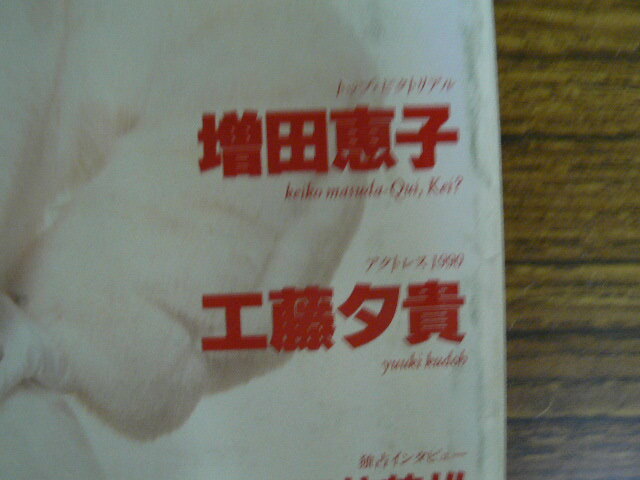 トップ・ピクトリアル
増田恵子
keiko masuda-Qui, Kei?
アクトレス1990
工藤夕貴
yuuki kudoh
独占インタビュー